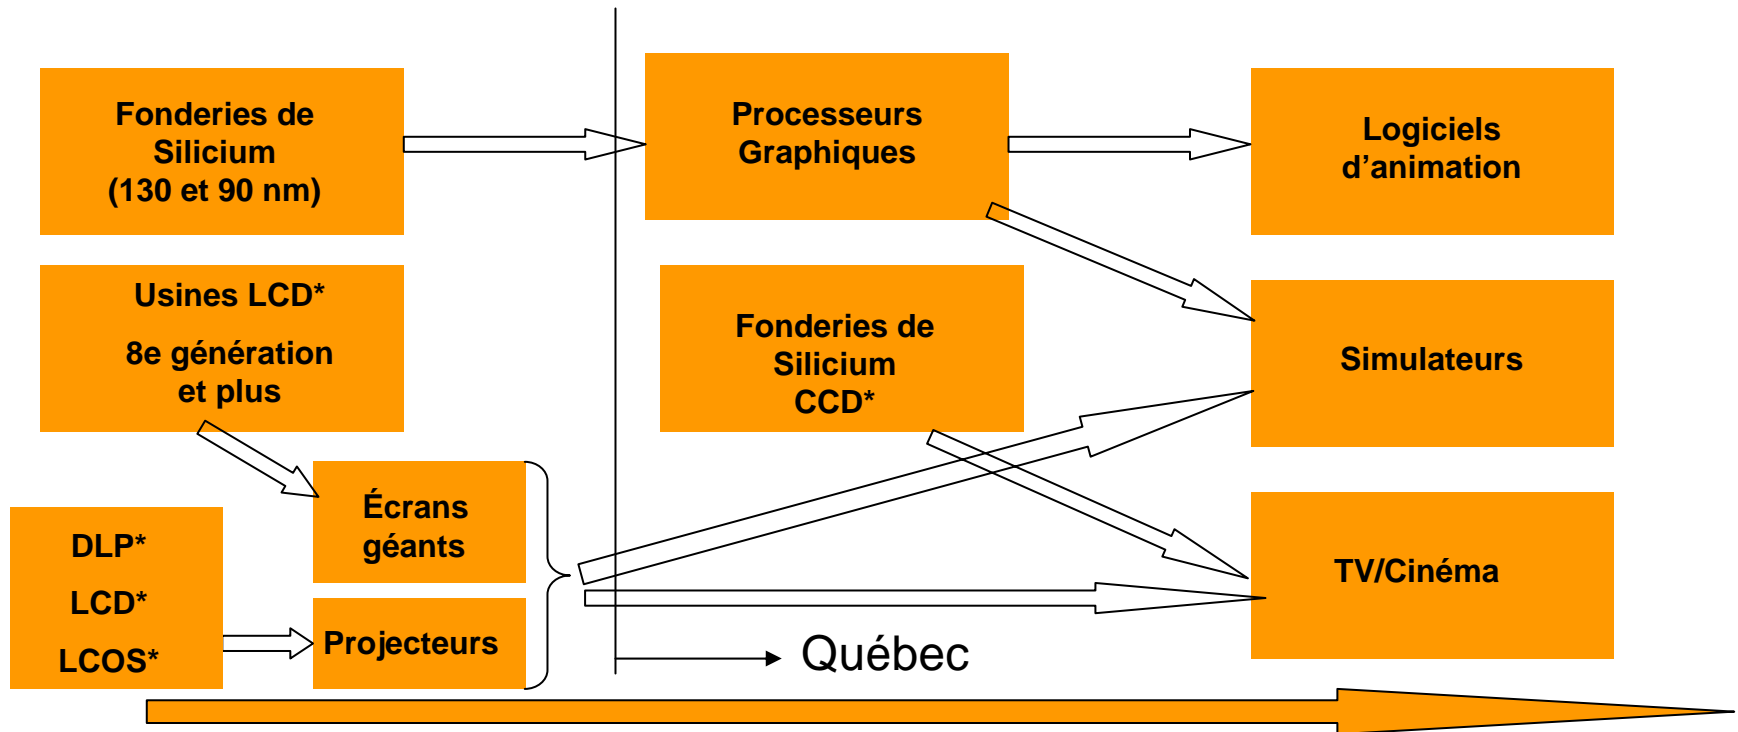 Fonderies de
Silicium
(130 et 90 nm)
Processeurs
Graphiques
Logiciels
d’animation
Usines LCD*
8e génération
et plus
Fonderies de
Silicium
CCD*
Simulateurs
Écrans
géants
DLP*
LCD*
LCOS*
Projecteurs
TV/Cinéma
Québec